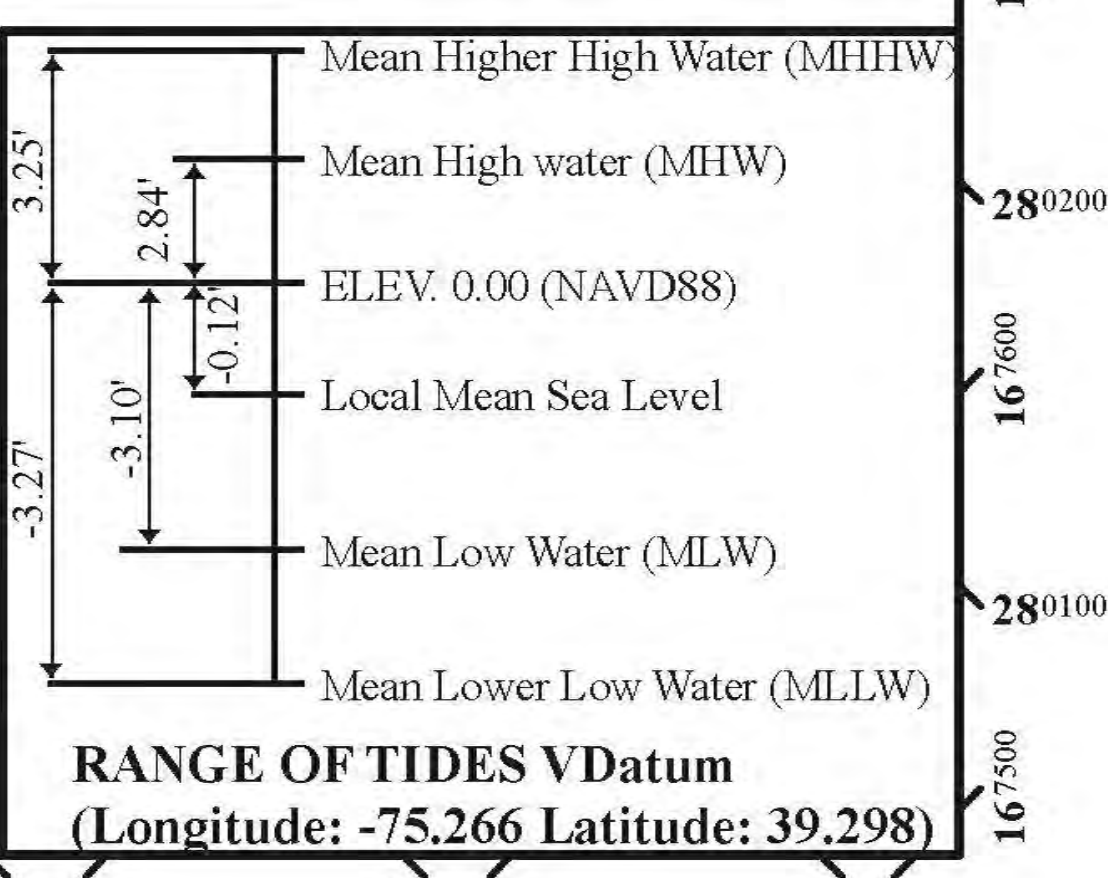 Mean Higher High Water (MHHW)
3.25'
Mean High water (MHW)
2.84'
280200
ELEV. 0.00 (NAVD88)
-0.12'
167600
Local Mean Sea Level
-3.10'
-3.27'
Mean Low Water (MLW)
280100
Mean Lower Low Water (MLLW)
RANGE OF TIDES VDatum
167500
(Longitude: -75.266 Latitude: 39.298)